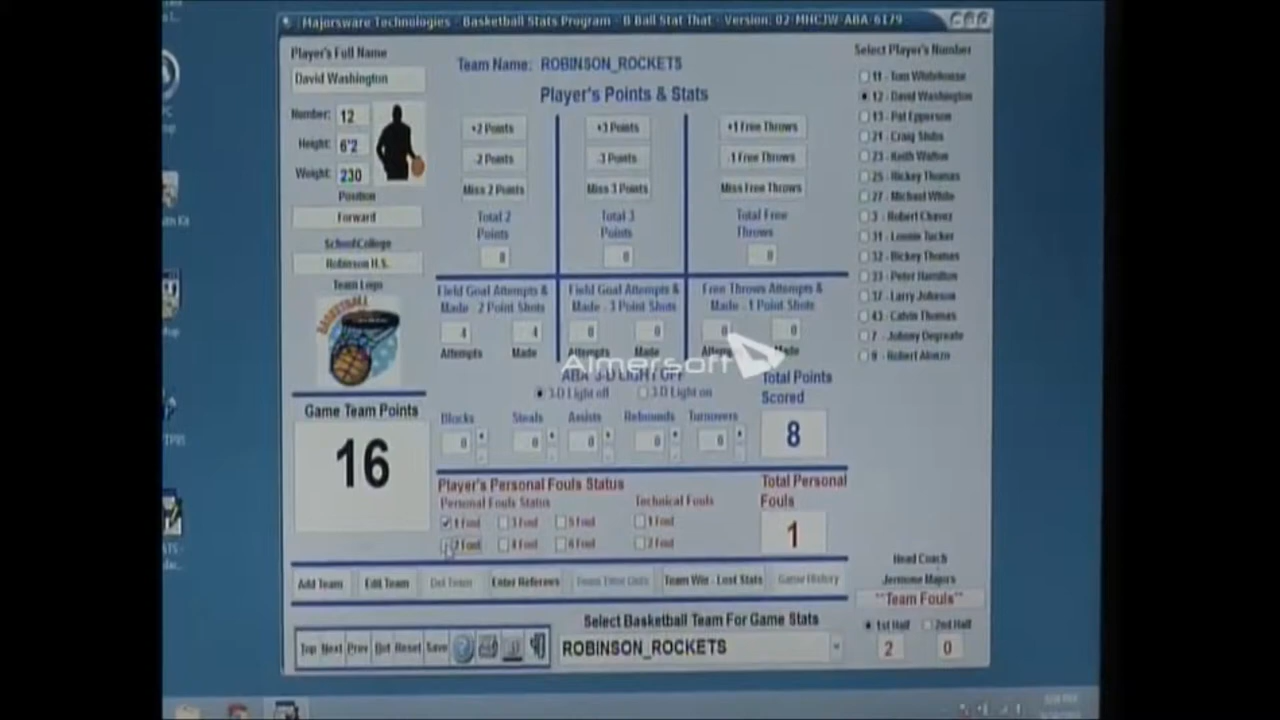 Majorsware Technologies - Basketball Stats Program - B Ball Stat That - Version: 02-MHCJW-ABA-6179
Player's Full Name
David Washington
Number: 12
Height: 6'2
Weight: 230
Position
Forward
School/College
Robinson H.S.
Team Logo
BASKETBALL
Game Team Points
16
Team Name: ROBINSON_ROCKETS
Player's Points & Stats
+2 Points
+3 Points
+1 Free Throws
-2 Points
-3 Points
-1 Free Throws
Miss 2 Points
Miss 3 Points
Miss Free Throws
Total 2
Points
0
Total 3
Points
0
Total Free
Throws
0
Field Goal Attempts &
Made - 2 Point Shots
4 4
Attempts Made
Field Goal Attempts &
Made - 3 Point Shots
0 0
Attempts Made
Free Throws Attempts &
Made - 1 Point Shots
0 0
Made
Aimersoft
ABA 3-D LIGHT OFF
3-D Light off 3-D Light on
Blocks Steals Assists Rebounds Turnovers
0 0 0 0 0
Total Points
Scored
8
Player's Personal Fouls Status
Personal Fouls Status
Technical Fouls
1 Foul 3 Foul 5 Foul 1 Foul
2 Foul 4 Foul 6 Foul 2 Foul
Total Personal
Fouls
1
Add Team Edit Team Del Team Enter Referees Team Time Outs Team Win - Lost Stats Game History
Select Basketball Team For Game Stats
Top Next Prev Bot Reset Save
ROBINSON_ROCKETS
Select Player's Number
11 - Tom Whitehouse
12 - David Washington
13 - Pat Epperson
21 - Craig Stubs
23 - Keith Walton
25 - Rickey Thomas
27 - Michael White
3 - Robert Chavez
31 - Lonnie Tucker
32 - Rickey Thomas
33 - Peter Hamilton
37 - Larry Johnson
43 - Calvin Thomas
7 - Johnny Degreate
9 - Robert Alonzo
Head Coach
Jermone Majors
**Team Fouls**
1st Half 2nd Half
2 0